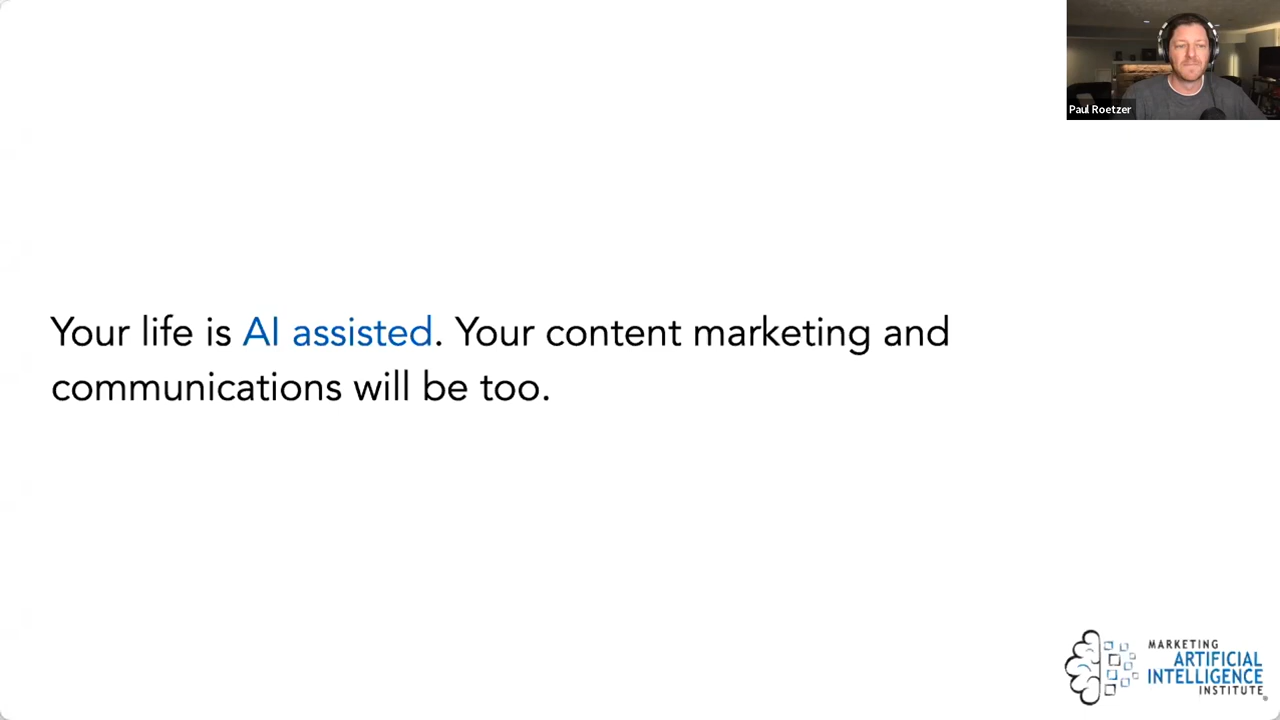 Paul Roetzer
Your life is AI assisted. Your content marketing and
communications will be too.
MARKETING
ARTIFICIAL
INTELLIGENCE
INSTITUTE